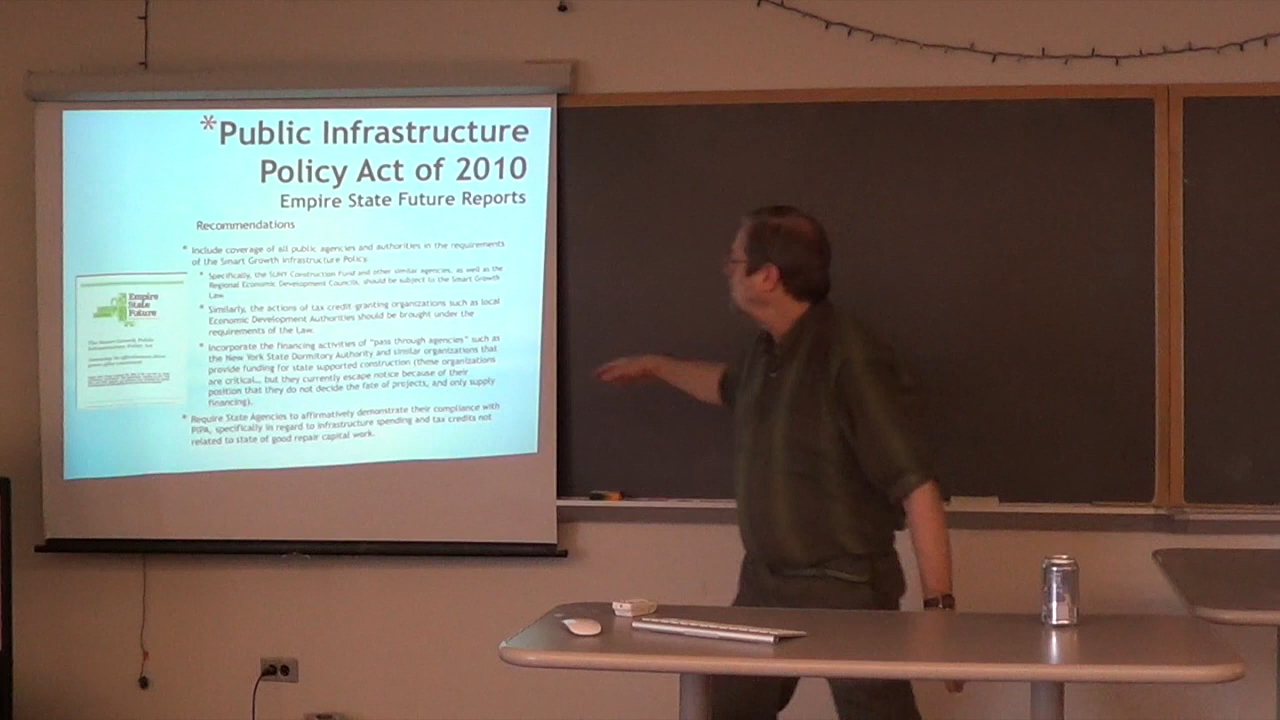 *Public Infrastructure
Policy Act of 2010
Empire State Future Reports
Recommendations
* Include coverage of all public agencies and authorities in the requirements
of the Smart Growth Infrastructure Policy.
* Specifically, the SUNY Construction Fund and other similar agencies, as well as the
Regional Economic Development Councils, should be subject to the Smart Growth
Law.
* Similarly, the actions of tax credit granting organizations such as local
Economic Development Authorities should be brought under the
requirements of the Law.
* Incorporate the financing activities of "pass through agencies" such as
the New York State Dormitory Authority and similar organizations that
provide funding for state supported construction (these organizations
are critical... but they currently escape notice because of their
position that they do not decide the fate of projects, and only supply
financing).
* Require State Agencies to affirmatively demonstrate their compliance with
PIPA, specifically in regard to infrastructure spending and tax credits not
related to state of good repair capital work.
Empire
State
Future
The Smart Growth Public
Infrastructure Policy Act